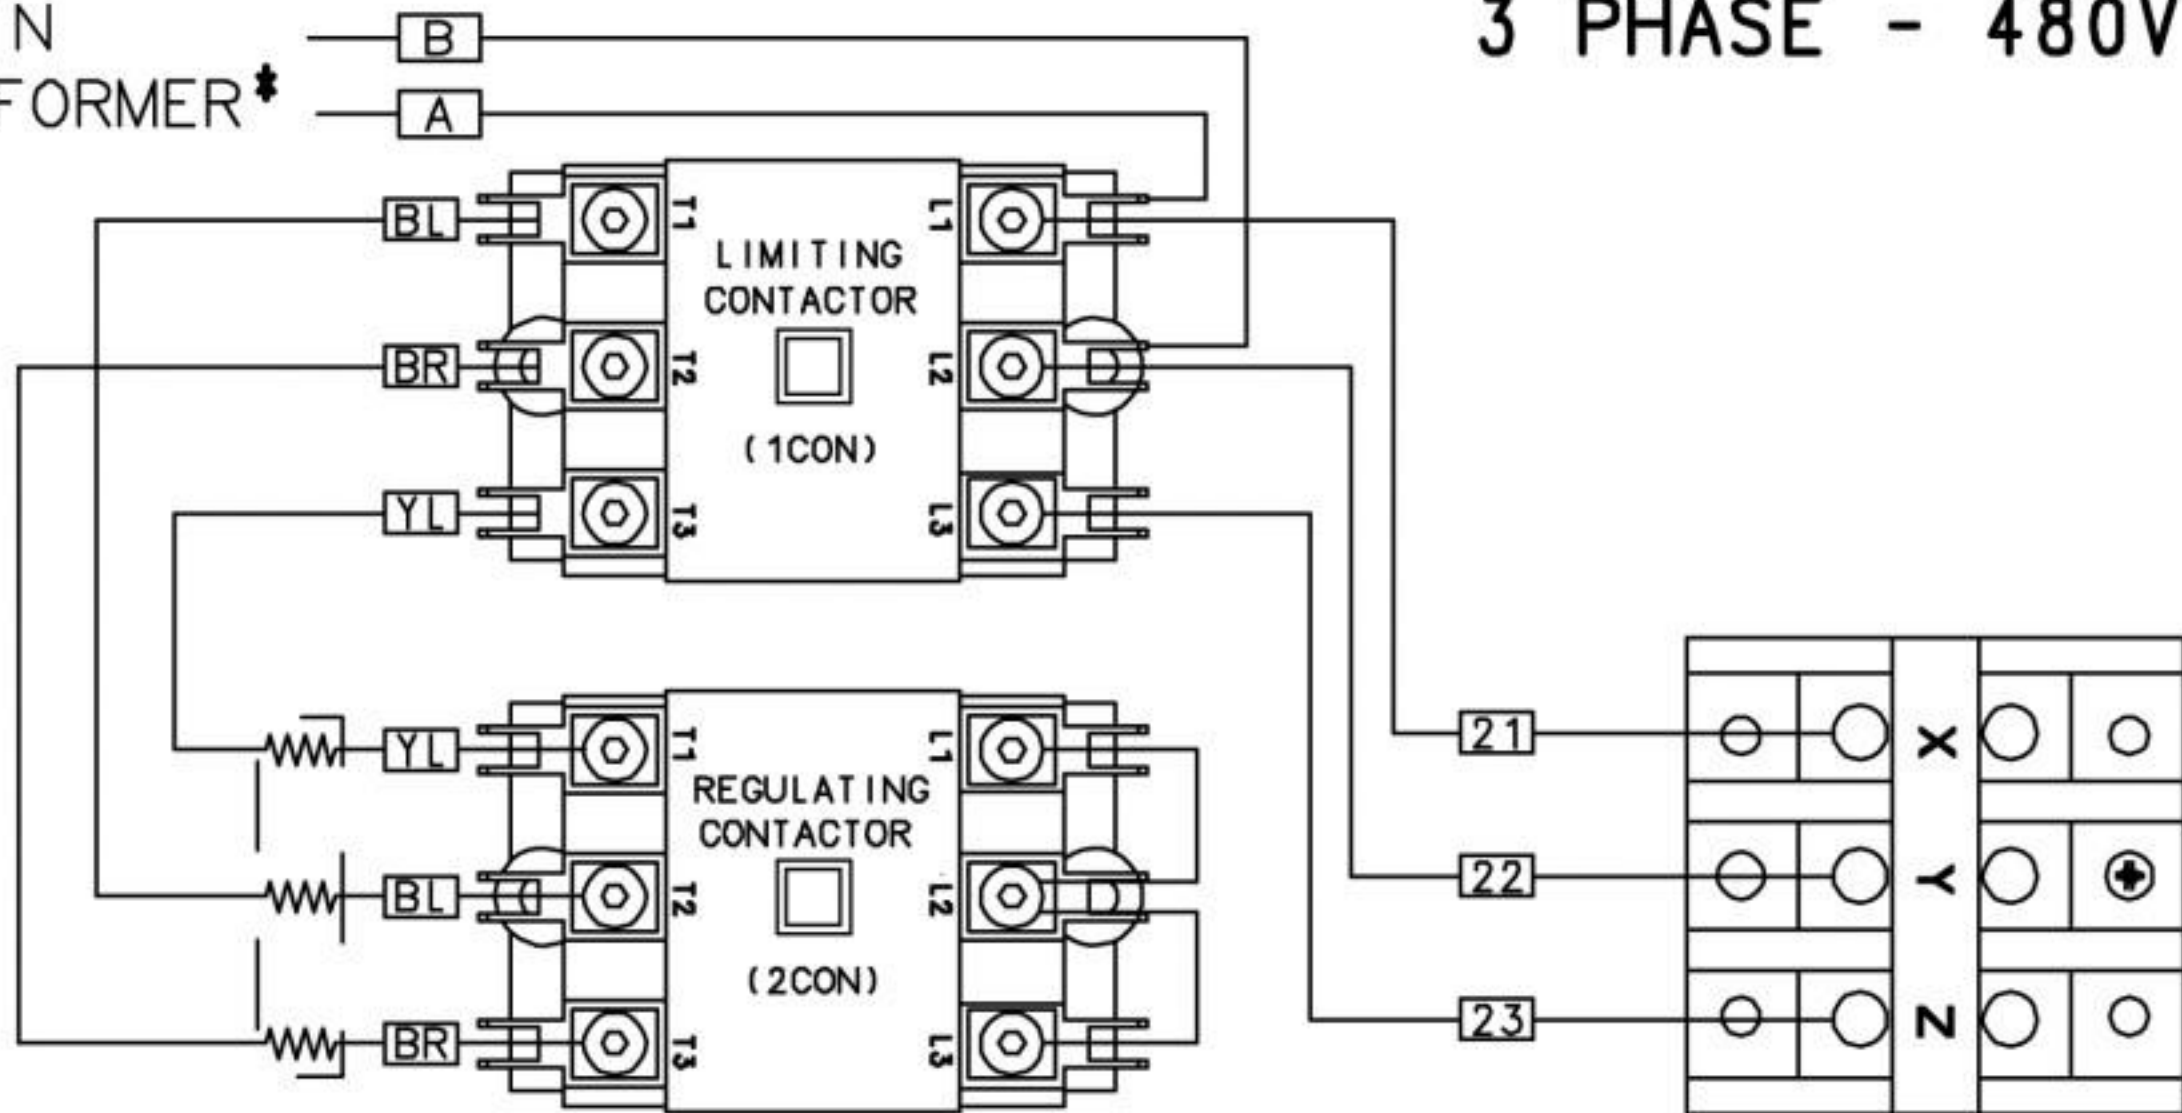 N
FORMER*
B
A
3 PHASE - 480V
BL
T1
L1
LIMITING
CONTACTOR
BR
T2
L2
(1CON)
YL
T3
L3
YL
T1
L1
REGULATING
CONTACTOR
BL
T2
L2
(2CON)
BR
T3
L3
21
X
22
Y
23
Z